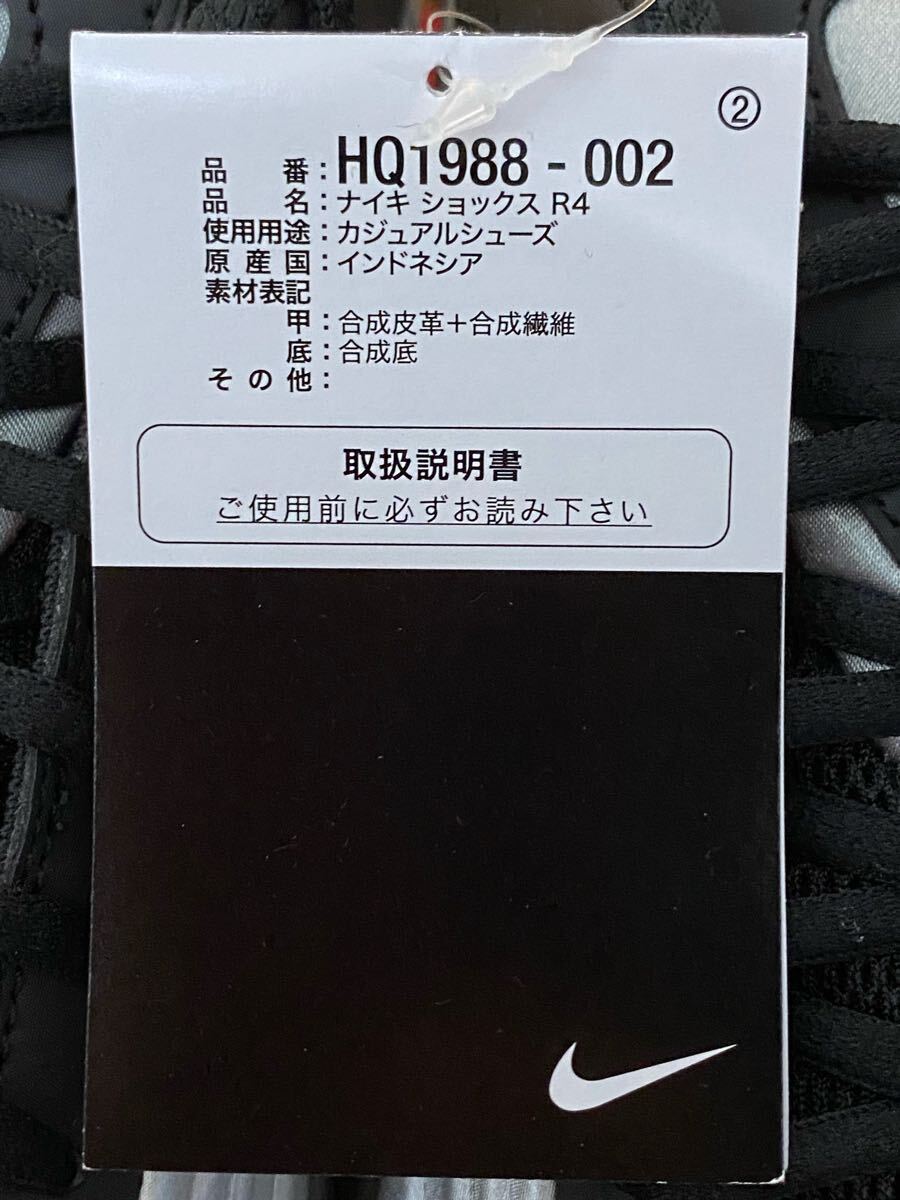 ②
品番:HQ1988-002
品名:ナイキ ショックス R4
使用用途:カジュアルシューズ
原産国:インドネシア
素材表記
甲:合成皮革+合成繊維
底:合成底
その他:
取扱説明書
ご使用前に必ずお読み下さい